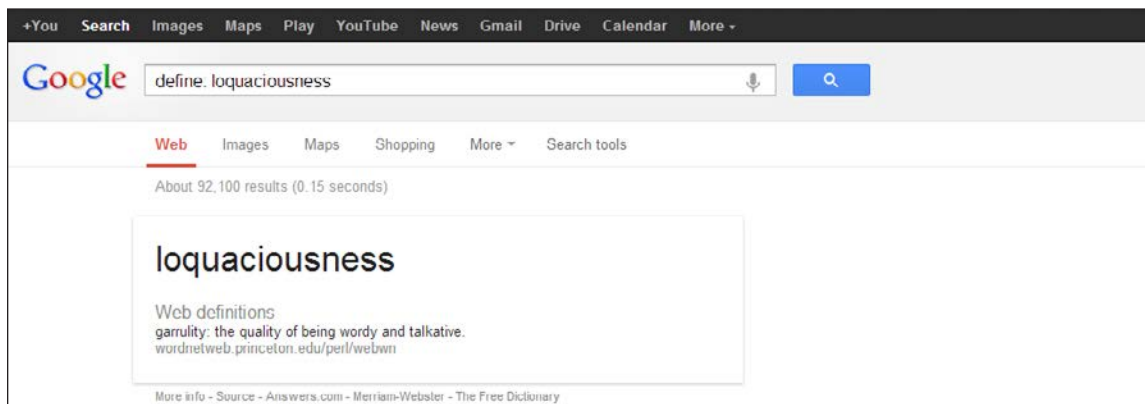 +You Search Images Maps Play YouTube News Gmail Drive Calendar More
Google define: loquaciousness
Web Images Maps Shopping More Search tools
About 92,100 results (0.15 seconds)
loquaciousness
Web definitions
garrulity: the quality of being wordy and talkative.
wordnetweb.princeton.edu/perl/webwn
More info - Source - Answers.com - Merriam-Webster - The Free Dictionary